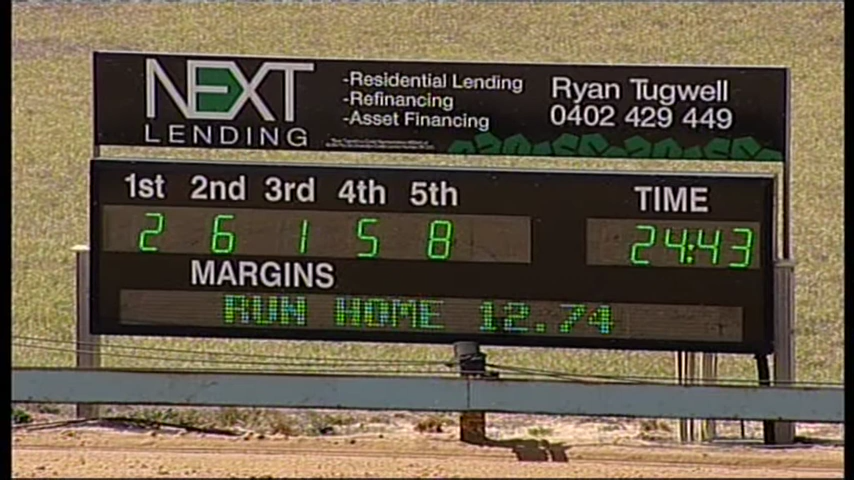 NEXT
LENDING
-Residential Lending
-Refinancing
-Asset Financing
Ryan Tugwell
0402 429 449
1st 2nd 3rd 4th 5th TIME
2 6 1 5 8 24:43
MARGINS
RUN HOME 12.74